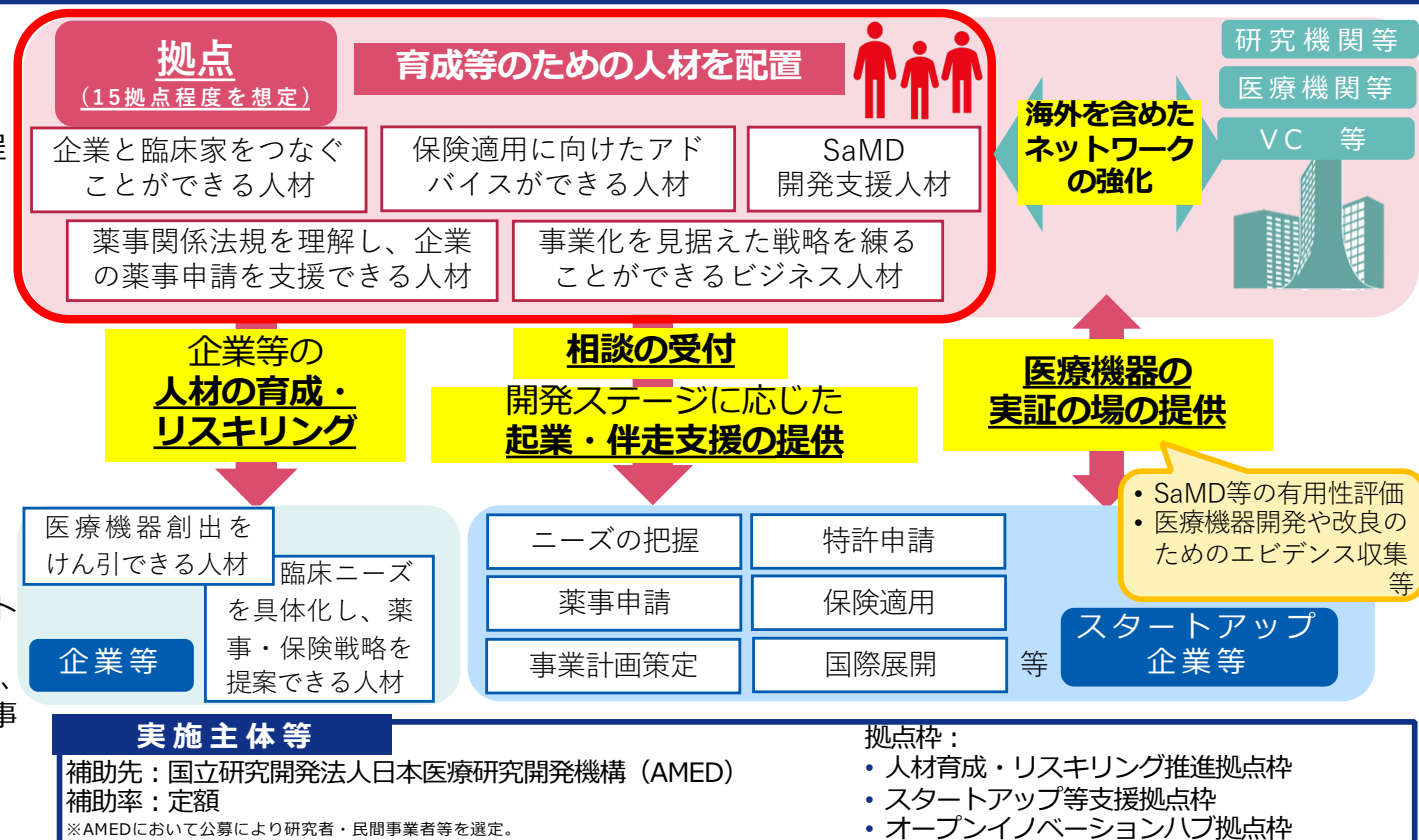 拠点
(15拠点程度を想定)
育成等のための人材を配置
企業と臨床家をつなぐ
ことができる人材
保険適用に向けたアド
バイスができる人材
SaMD
開発支援人材
薬事関係法規を理解し、企業
の薬事申請を支援できる人材
事業化を見据えた戦略を練る
ことができるビジネス人材
海外を含めた
ネットワーク
の強化
研究機関等
医療機関等
VC 等
企業等の
人材の育成・
リスキリング
相談の受付
開発ステージに応じた
起業・伴走支援の提供
医療機器の
実証の場の提供
• SaMD等の有用性評価
• 医療機器開発や改良の
ためのエビデンス収集
等
医療機器創出を
けん引できる人材
臨床ニーズ
を具体化し、薬
事・保険戦略を
提案できる人材
企業等
ニーズの把握
特許申請
薬事申請
保険適用
事業計画策定
国際展開
等
スタートアップ
企業等
ト
、
事
実施主体等
補助先：国立研究開発法人日本医療研究開発機構（AMED）
補助率：定額
※AMEDにおいて公募により研究者・民間事業者等を選定。
拠点枠：
• 人材育成・リスキリング推進拠点枠
• スタートアップ等支援拠点枠
• オープンイノベーションハブ拠点枠